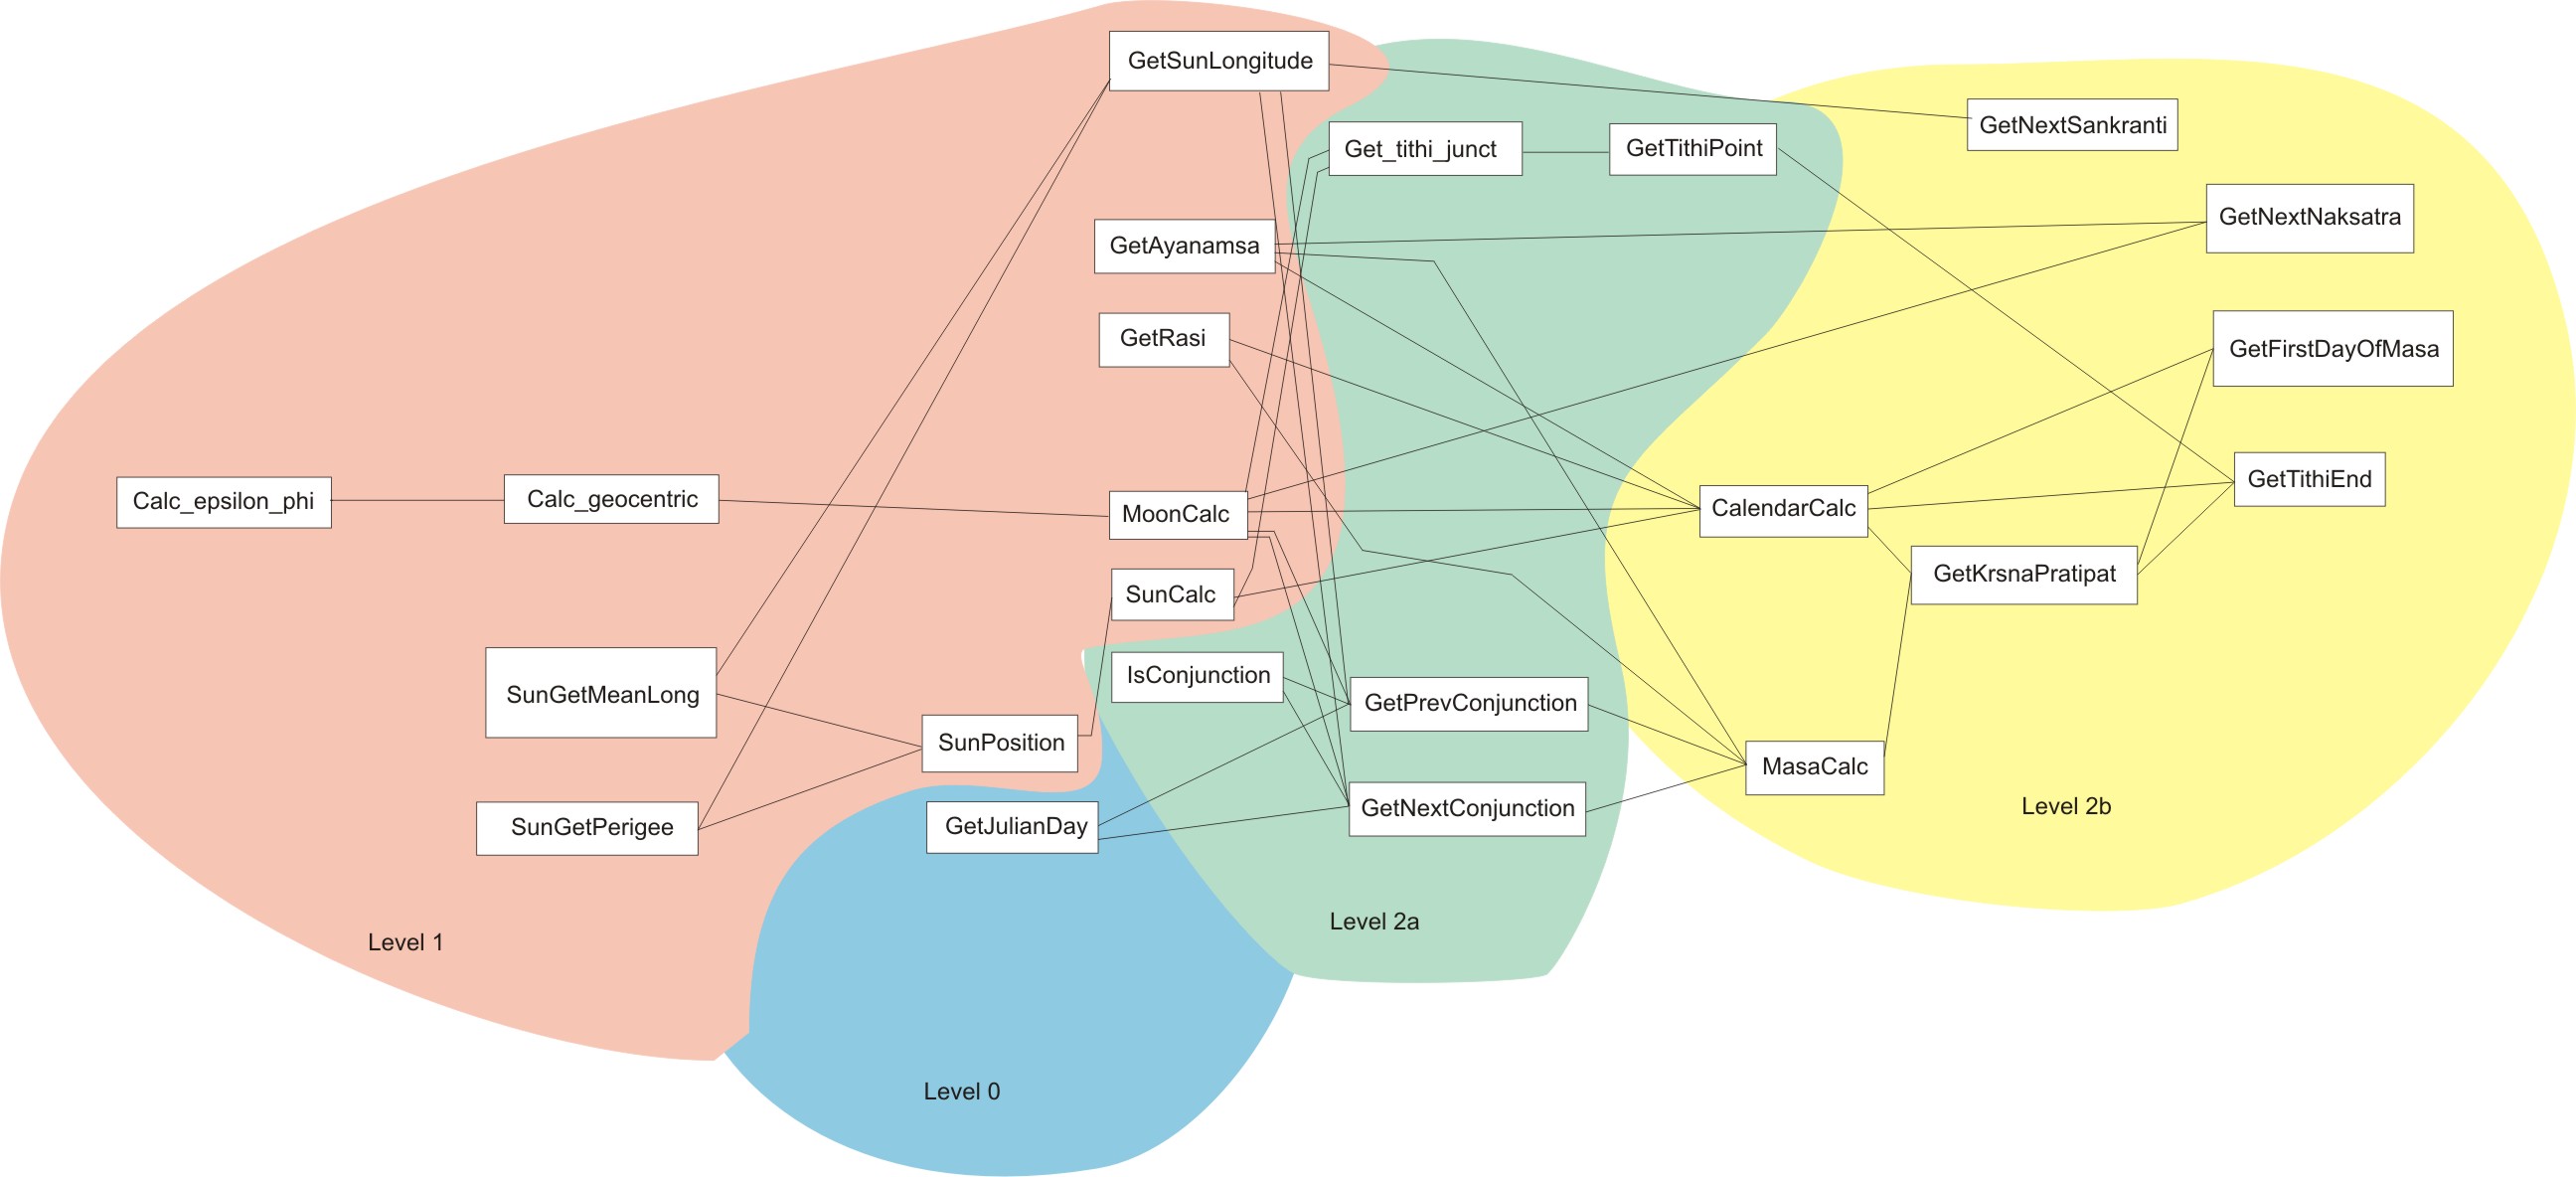 GetSunLongitude
GetNextSankranti
Get_tithi_junct
GetTithiPoint
GetNextNaksatra
GetAyanamsa
GetRasi
GetFirstDayOfMasa
GetTithiEnd
Calc_epsilon_phi
Calc_geocentric
MoonCalc
CalendarCalc
GetKrsnaPratipat
SunCalc
IsConjunction
SunGetMeanLong
GetPrevConjunction
SunPosition
MasaCalc
GetNextConjunction
Level 2b
SunGetPerigee
GetJulianDay
Level 2a
Level 1
Level 0